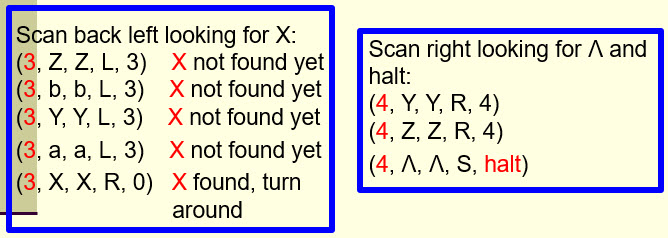 Scan back left looking for X:
(3, Z, Z, L, 3) X not found yet
(3, b, b, L, 3) X not found yet
(3, Y, Y, L, 3) X not found yet
(3, a, a, L, 3) X not found yet
(3, X, X, R, 0) X found, turn
around
Scan right looking for Λ and
halt:
(4, Y, Y, R, 4)
(4, Z, Z, R, 4)
(4, Λ, Λ, S, halt)